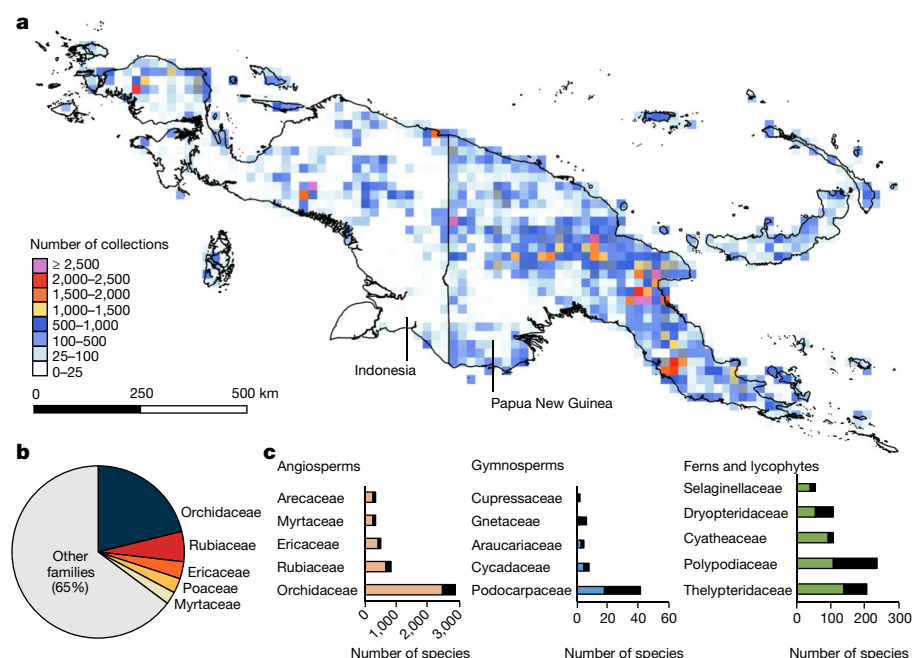 a
Number of collections
≥ 2,500
2,000–2,500
1,500–2,000
1,000–1,500
500–1,000
100–500
25–100
0–25
0 250 500 km
Indonesia
Papua New Guinea
b
Orchidaceae
Rubiaceae
Ericaceae
Poaceae
Myrtaceae
Other
families
(65%)
c
Angiosperms
Arecaceae
Myrtaceae
Ericaceae
Rubiaceae
Orchidaceae
0 1,000 2,000 3,000
Number of species
Gymnosperms
Cupressaceae
Gnetaceae
Araucariaceae
Cycadaceae
Podocarpaceae
0 20 40 60
Number of species
Ferns and lycophytes
Selaginellaceae
Dryopteridaceae
Cyatheaceae
Polypodiaceae
Thelypteridaceae
0 100 200 300
Number of species